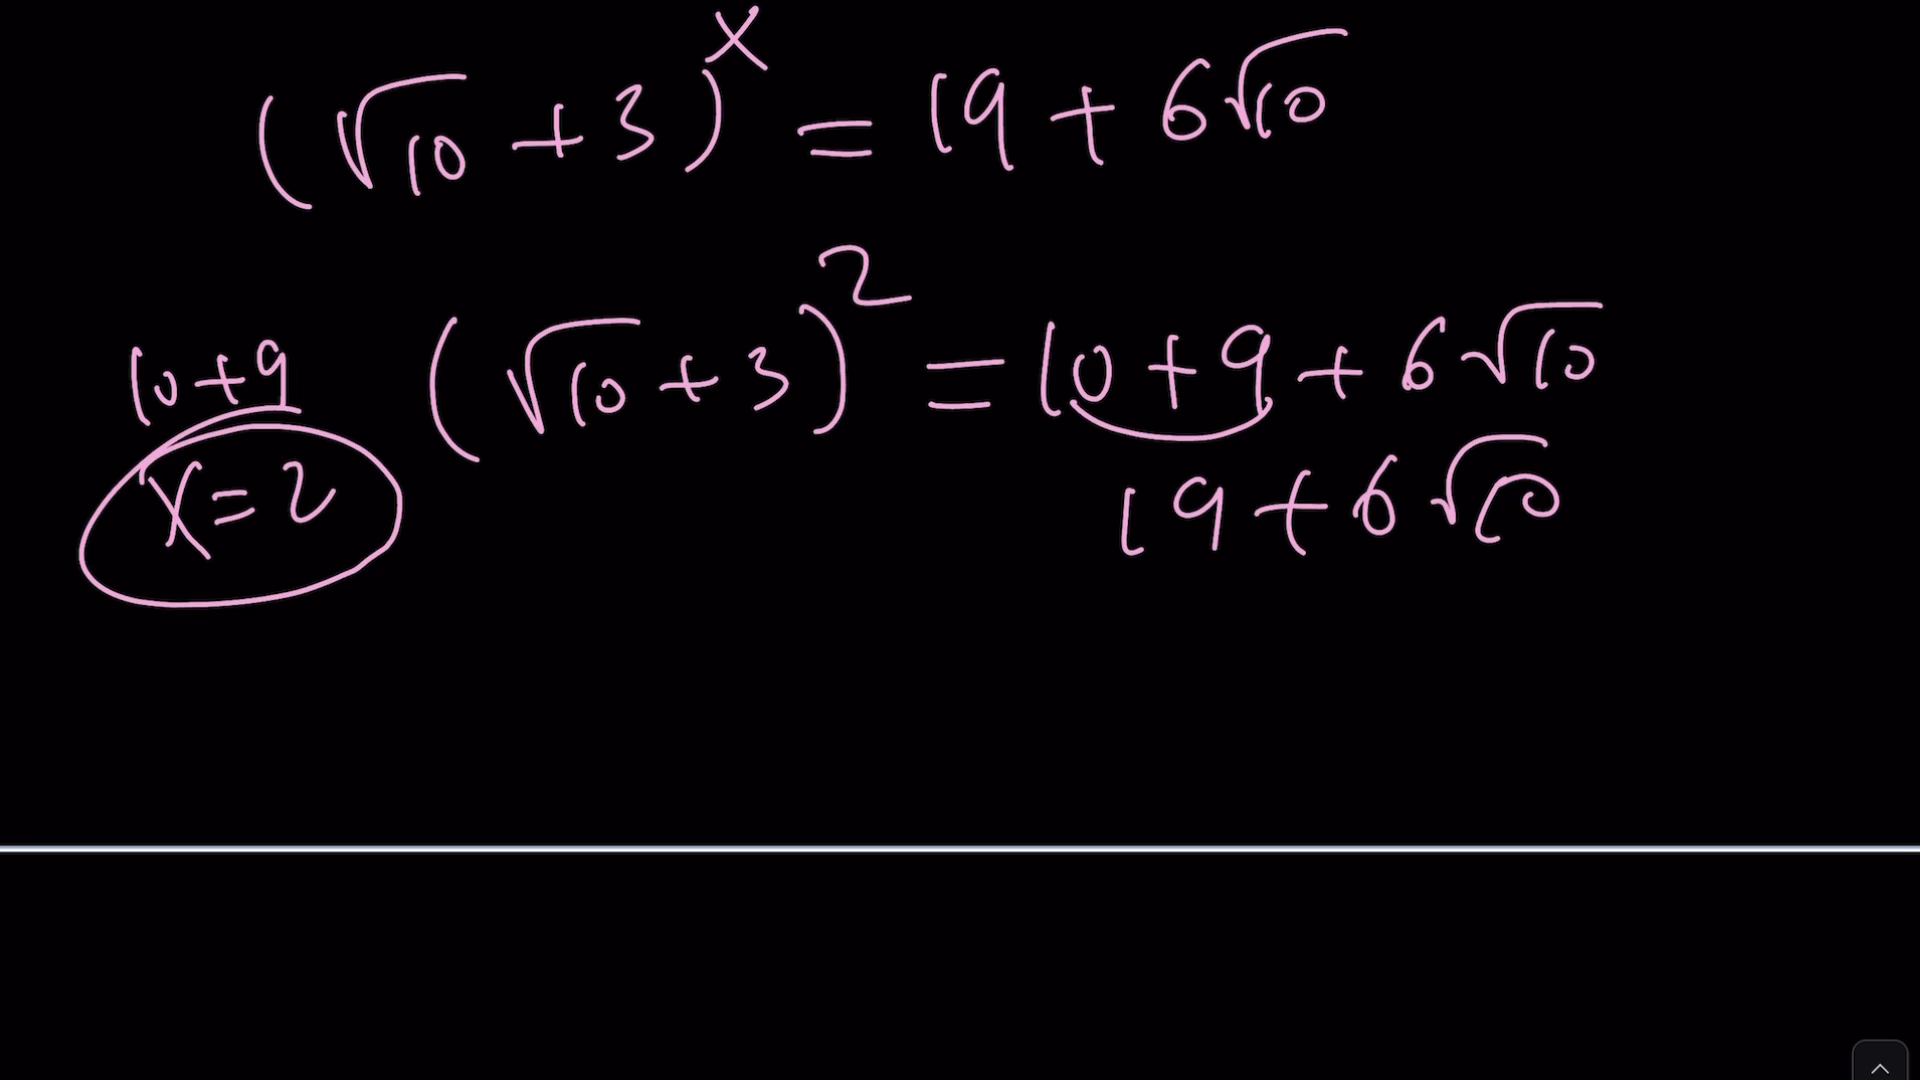 (√10 + 3)^x = 19 + 6√10
10+9 (√10 + 3)^2 = 10 + 9 + 6√10
x = 2 19 + 6√10